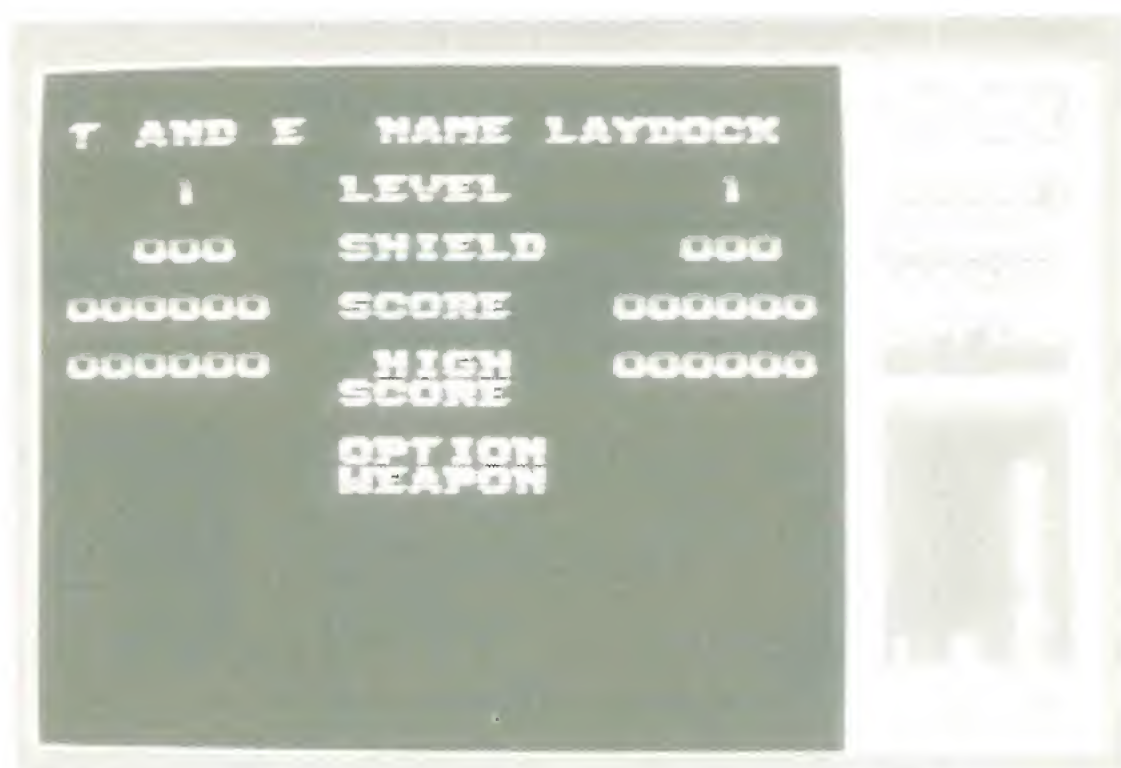 T AND E NAME LAYDOCK
1 LEVEL 1
000 SHIELD 000
000000 SCORE 000000
000000 HIGH 000000
SCORE
OPTION
WEAPON